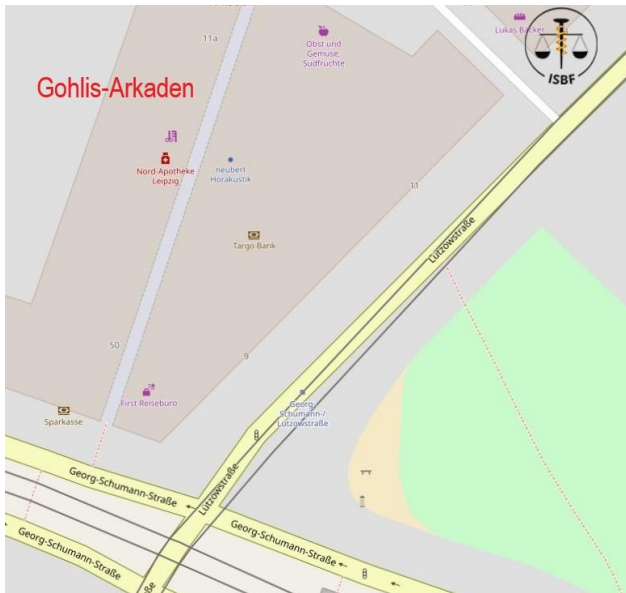 11a
Obst und
Gemüse,
Südfrüchte
Lukas Bäcker
ISBF
Gohlis-Arkaden
Nord-Apotheke
Leipzig
neubert
Hörakustik
11
Targo Bank
Lützowstraße
50
9
First Reisebüro
Sparkasse
Georg-
Schumann-/
Lützowstraße
Georg-Schumann-Straße
Lützowstraße
Georg-Schumann-Straße
Georg-Schumann-Straße
aße